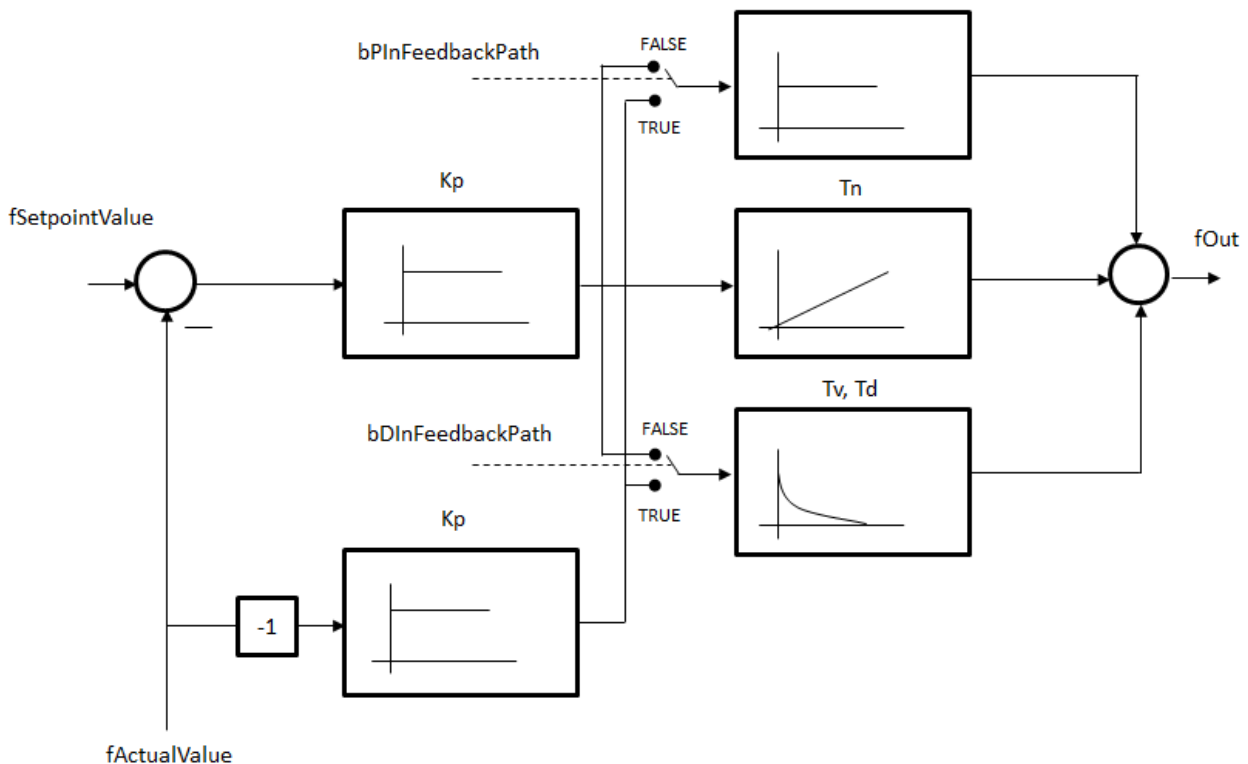 bPInFeedbackPath
FALSE
TRUE
Kp
Tn
fSetpointValue
fOut
—
Tv, Td
bDInFeedbackPath
FALSE
TRUE
Kp
-1
fActualValue